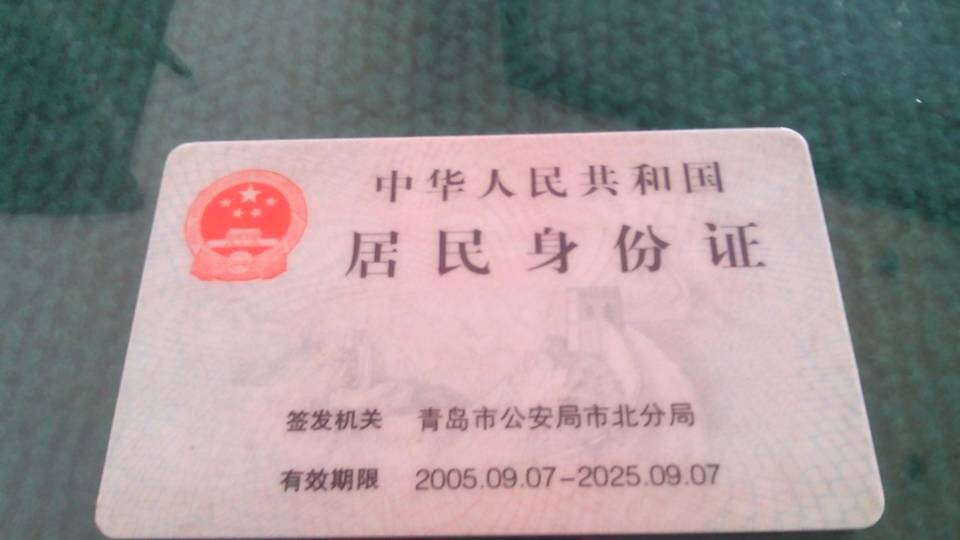 中华人民共和国
居民身份证
签发机关 青岛市公安局市北分局
有效期限 2005.09.07-2025.09.07